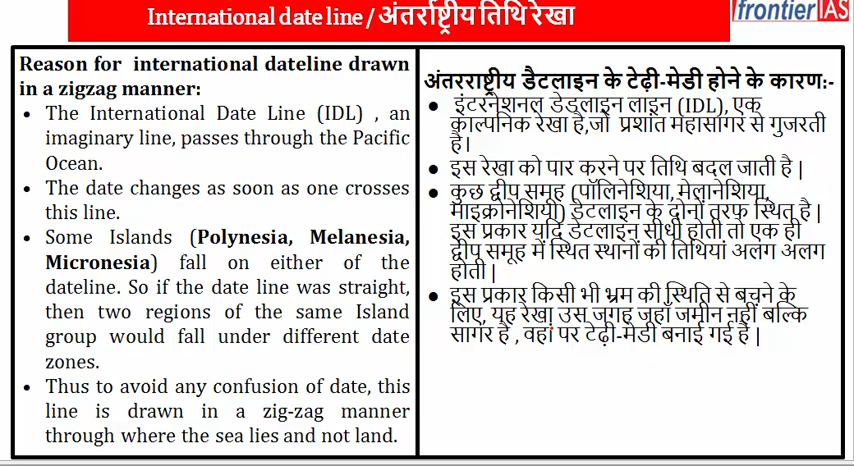 International date line / अंतर्राष्ट्रीय तिथि रेखा
frontier IAS
Reason for international dateline drawn
in a zigzag manner:
• The International Date Line (IDL) , an
imaginary line, passes through the Pacific
Ocean.
• The date changes as soon as one crosses
this line.
• Some Islands (Polynesia, Melanesia,
Micronesia) fall on either of the
dateline. So if the date line was straight,
then two regions of the same Island
group would fall under different date
zones.
• Thus to avoid any confusion of date, this
line is drawn in a zig-zag manner
through where the sea lies and not land.
अंतरराष्ट्रीय डैटलाइन के टेढ़ी-मेडी होने के कारण:-
● इंटरनेशनल डेडलाइन लाइन (IDL), एक
काल्पनिक रेखा है,जो प्रशांत महासागर से गुजरती
है।
● इस रेखा को पार करने पर तिथि बदल जाती है |
● कुछ द्वीप समूह (पॉलिनेशिया, मेलानेशिया,
माइक्रोनेशियी) डेटलाइन के दोनों तरफ स्थित है |
इस प्रकार यदि डेटलाइन सीधी होती तो एक ही
द्वीप समूह में स्थित स्थानों की तिथियां अलग अलग
होती |
● इस प्रकार किसी भी भ्रम की स्थिति से बचने के
लिए, यह रेखा उस जगह जहाँ जमीन नहीं बल्कि
सागर है , वहां पर टेढ़ी-मेडी बनाई गई है |